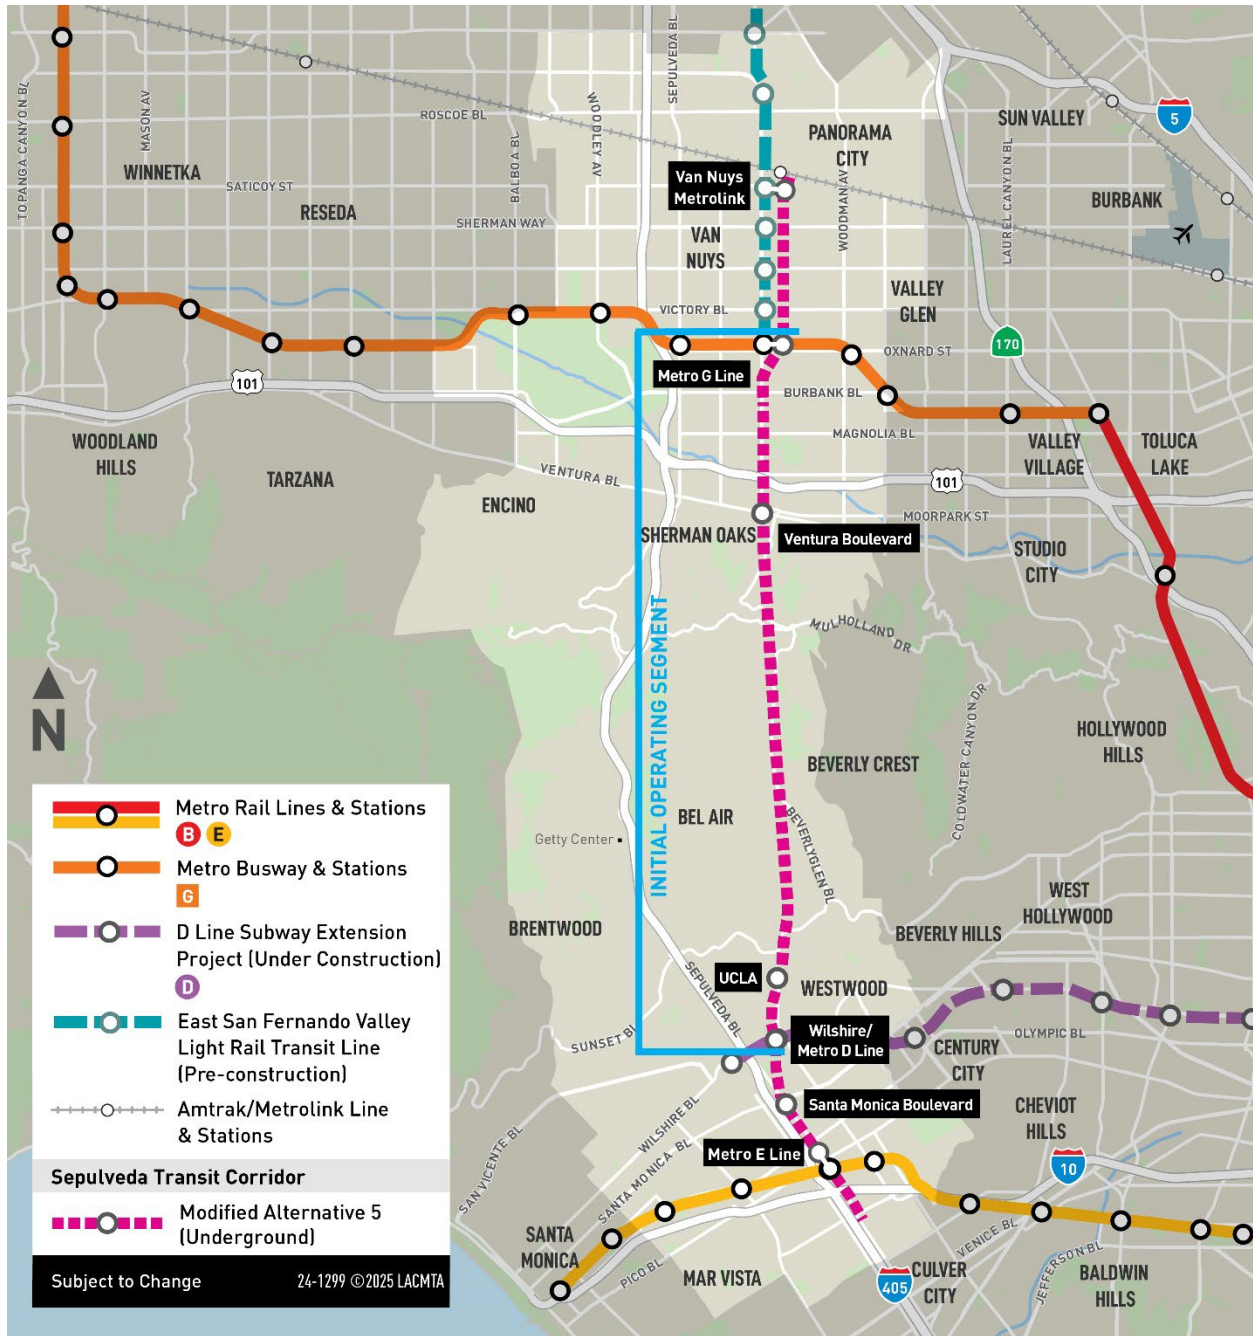 SEPULVEDA BL
TOPANGA CANYON BL
MASON AV
WINNETKA
ROSCOE BL
SATICOY ST
RESEDA
BALBOA BL
SHERMAN WAY
WOODLEY AV
PANORAMA
CITY
Van Nuys
Metrolink
WOODMAN AV
VAN
NUYS
SUN VALLEY
5
BURBANK
LAUREL CANYON BL
VICTORY BL
VALLEY
GLEN
OXNARD ST
170
Metro G Line
101
BURBANK BL
MAGNOLIA BL
WOODLAND
HILLS
TARZANA
VENTURA BL
ENCINO
VALLEY
VILLAGE
TOLUCA
LAKE
101
MOORPARK ST
SHERMAN OAKS
Ventura Boulevard
STUDIO
CITY
INITIAL OPERATING SEGMENT
MULHOLLAND DR
COLDWATER CANYON DR
HOLLYWOOD
HILLS
N
BEVERLY CREST
BEL AIR
BEVERLYGLEN BL
Getty Center
BRENTWOOD
WEST
HOLLYWOOD
BEVERLY HILLS
UCLA
WESTWOOD
SEPULVEDA BL
SUNSET BL
Wilshire/
Metro D Line
OLYMPIC BL
CENTURY
CITY
Santa Monica Boulevard
CHEVIOT
HILLS
WILSHIRE BL
SANTA MONICA BL
SAN VICENTE BL
Metro E Line
10
SANTA
MONICA
PICO BL
MAR VISTA
VENICE BL
JEFFERSON BL
405
CULVER
CITY
BALDWIN
HILLS
Metro Rail Lines & Stations
B E
Metro Busway & Stations
G
D Line Subway Extension
Project (Under Construction)
D
East San Fernando Valley
Light Rail Transit Line
(Pre-construction)
Amtrak/Metrolink Line
& Stations
Sepulveda Transit Corridor
Modified Alternative 5
(Underground)
Subject to Change 24-1299 ©2025 LACMTA